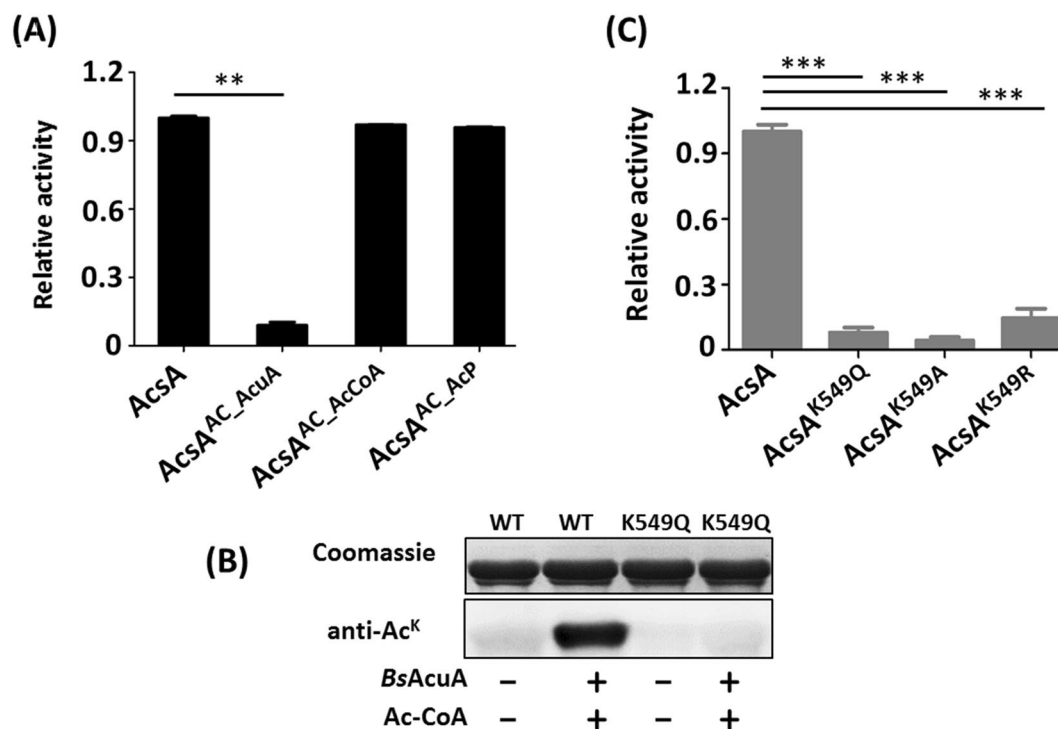 (A)
Relative activity
1.2
0.9
0.6
0.3
0
**
AcsA
AcsA^AC_AcuA
AcsA^AC_AcCoA
AcsA^AC_AcP
(C)
Relative activity
1.2
0.9
0.6
0.3
0
***
***
***
AcsA
AcsA^K549Q
AcsA^K549A
AcsA^K549R
(B)
WT WT K549Q K549Q
Coomassie
anti-Ac^K
BsAcuA − + − +
Ac-CoA − + − +